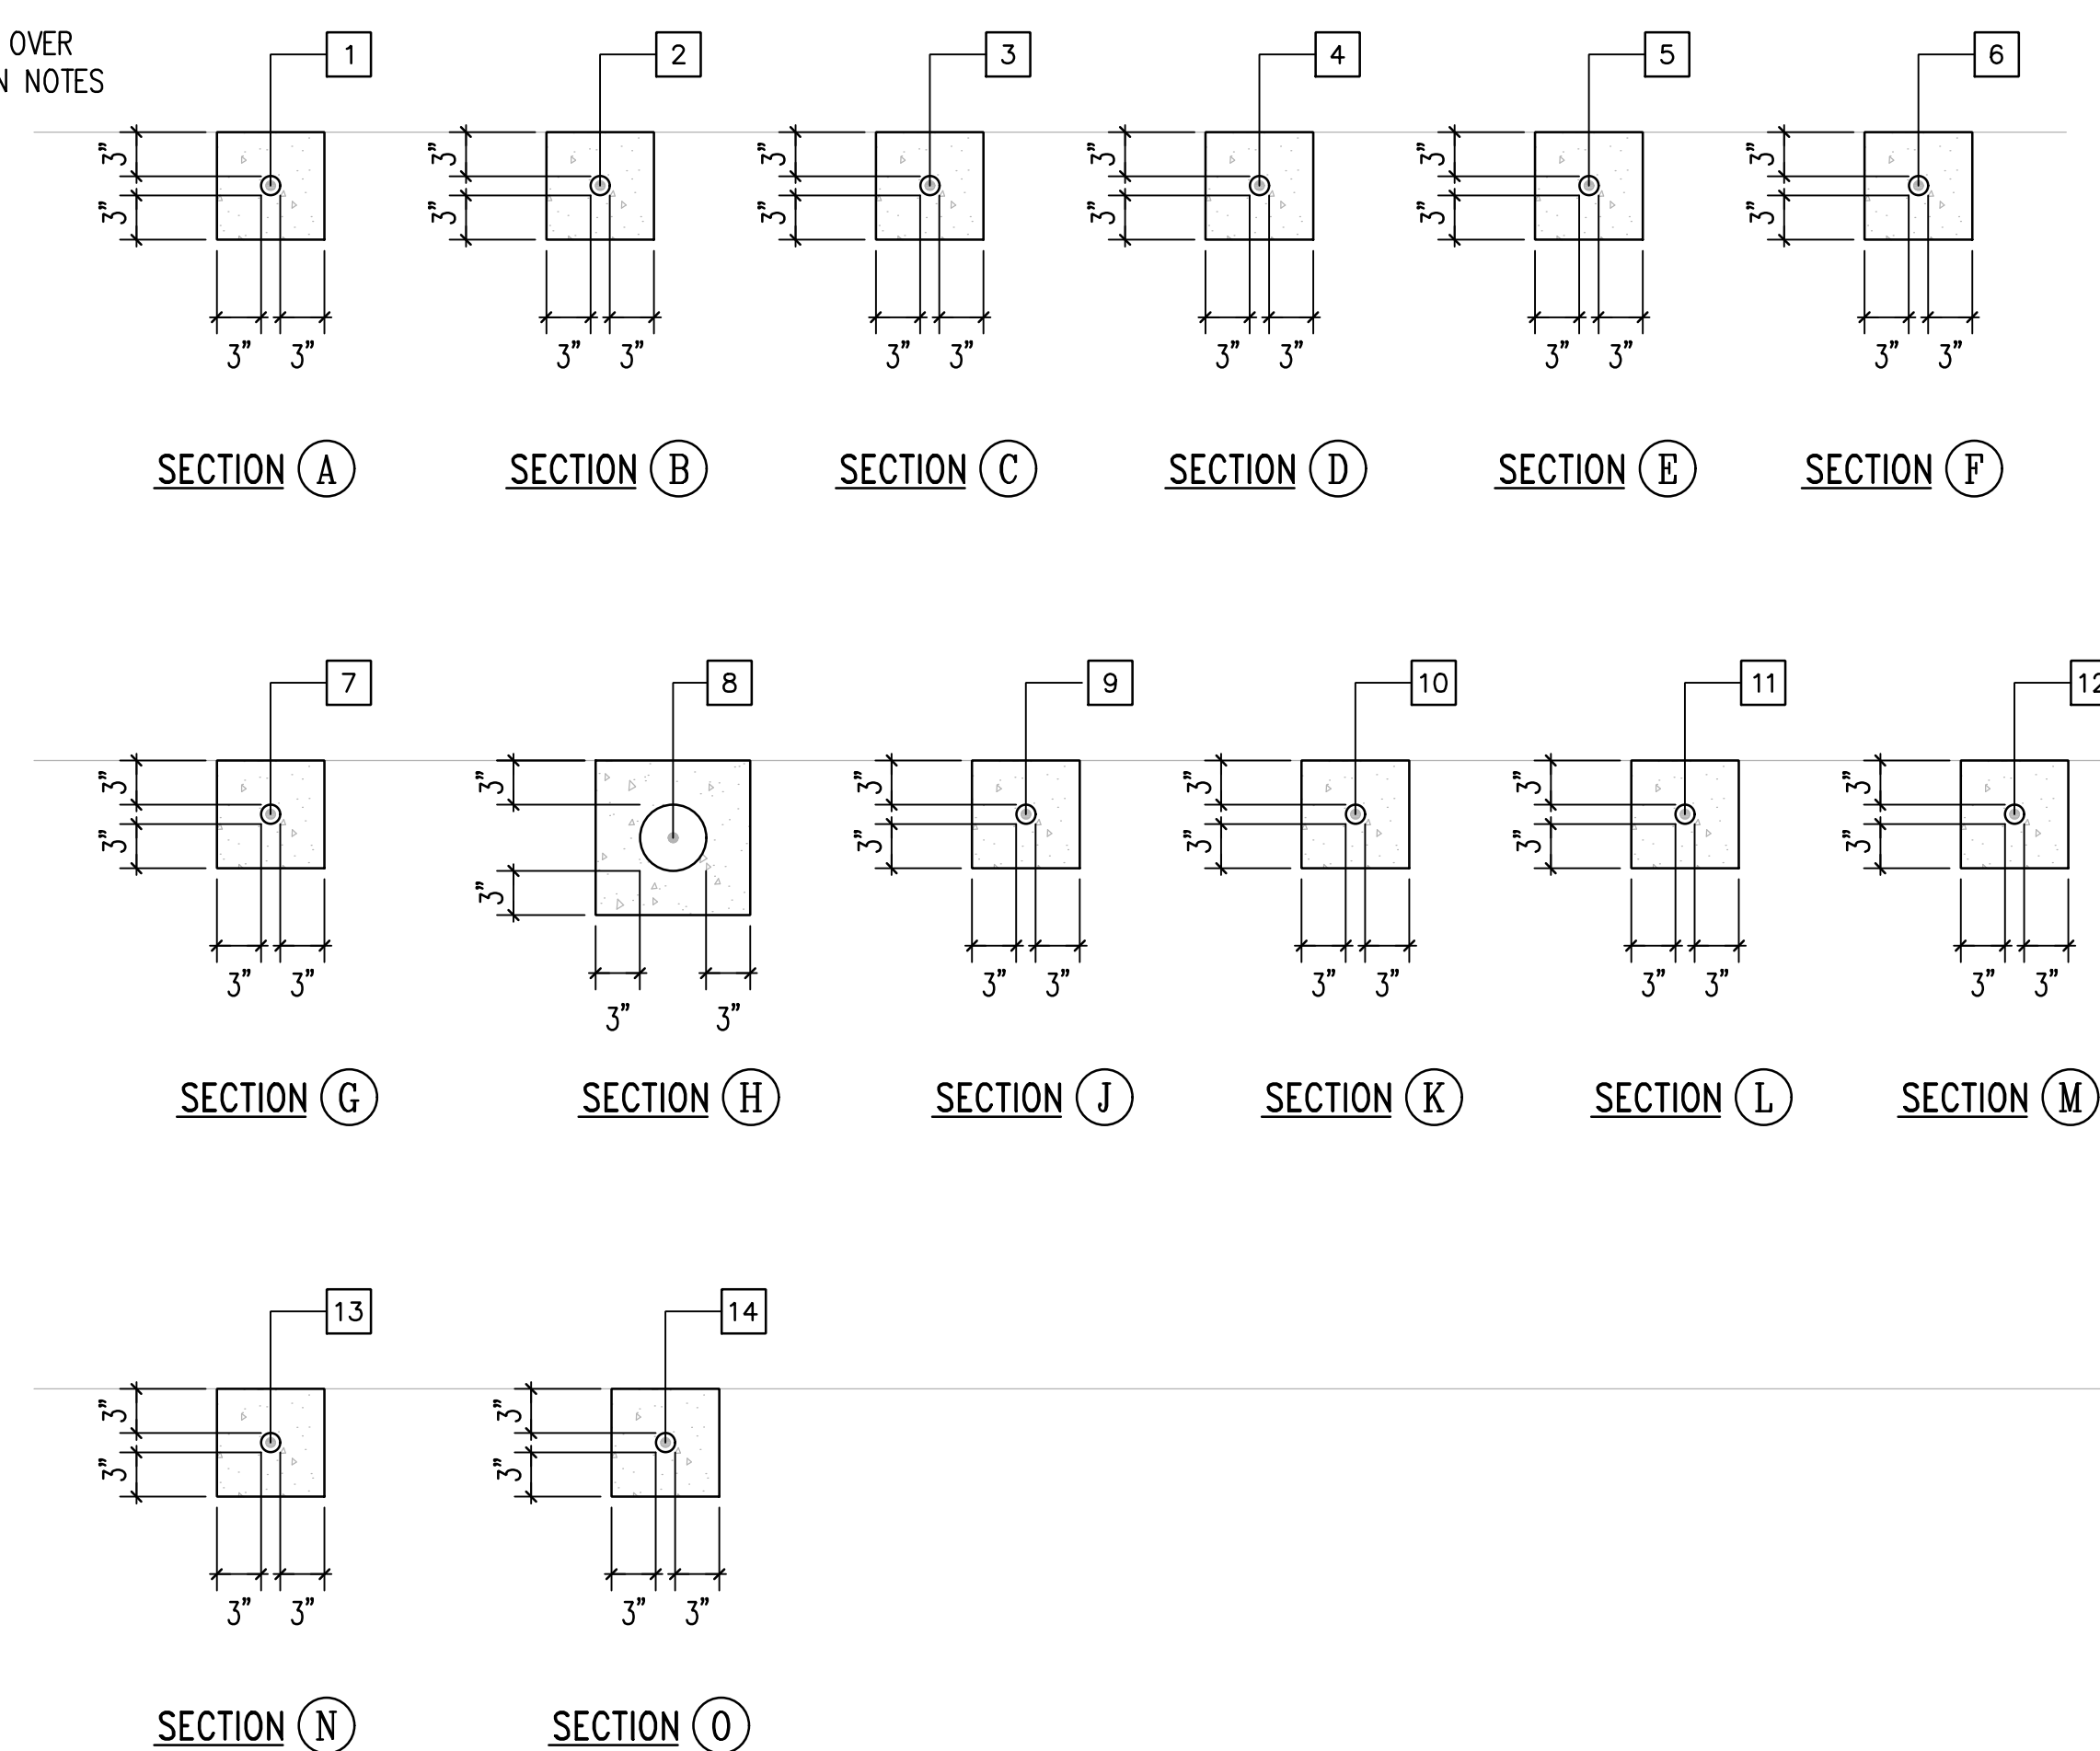 OVER
N NOTES
1 2 3 4 5 6
3" 3" 3" 3" 3" 3"
3" 3" 3" 3" 3" 3"
3" 3" 3" 3" 3" 3" 3" 3" 3" 3" 3" 3"
SECTION A SECTION B SECTION C SECTION D SECTION E SECTION F
7 8 9 10 11 12
3" 3" 3" 3" 3" 3"
3" 3" 3" 3" 3" 3"
3" 3" 3" 3" 3" 3" 3" 3" 3" 3" 3" 3"
SECTION G SECTION H SECTION J SECTION K SECTION L SECTION M
13 14
3" 3"
3" 3"
3" 3" 3" 3"
SECTION N SECTION O